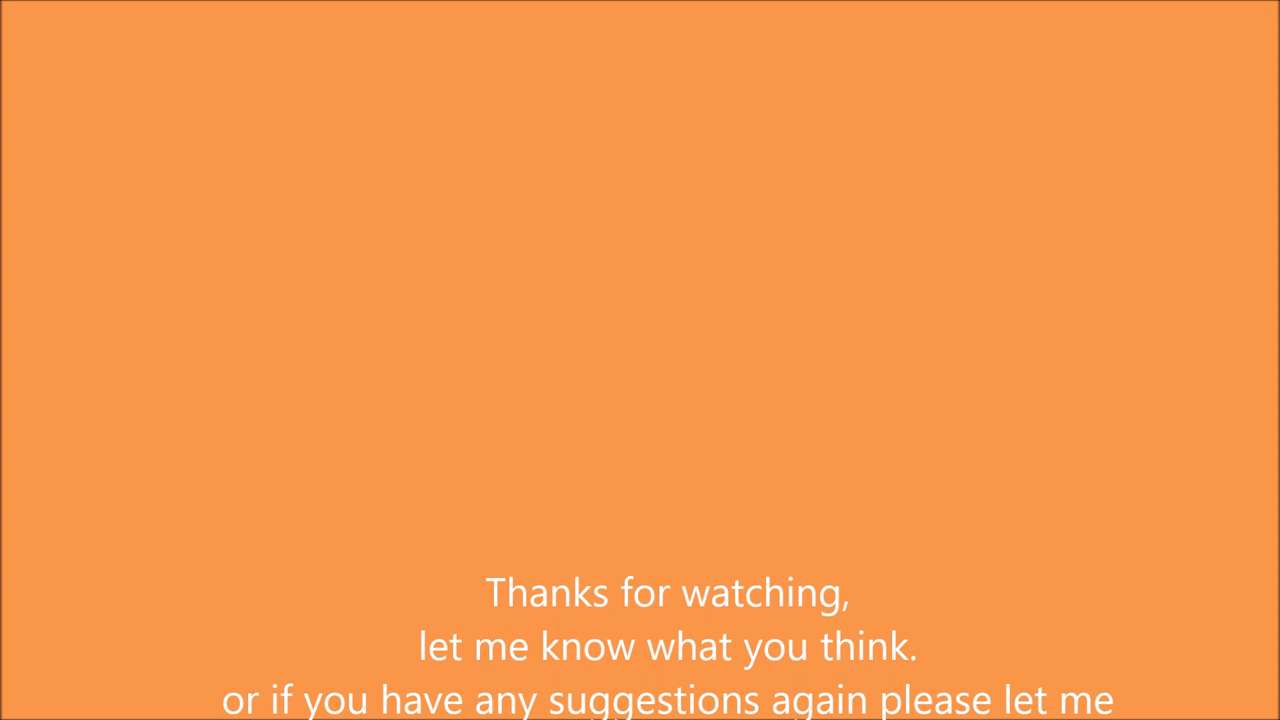 Thanks for watching,
let me know what you think.
or if you have any suggestions again please let me